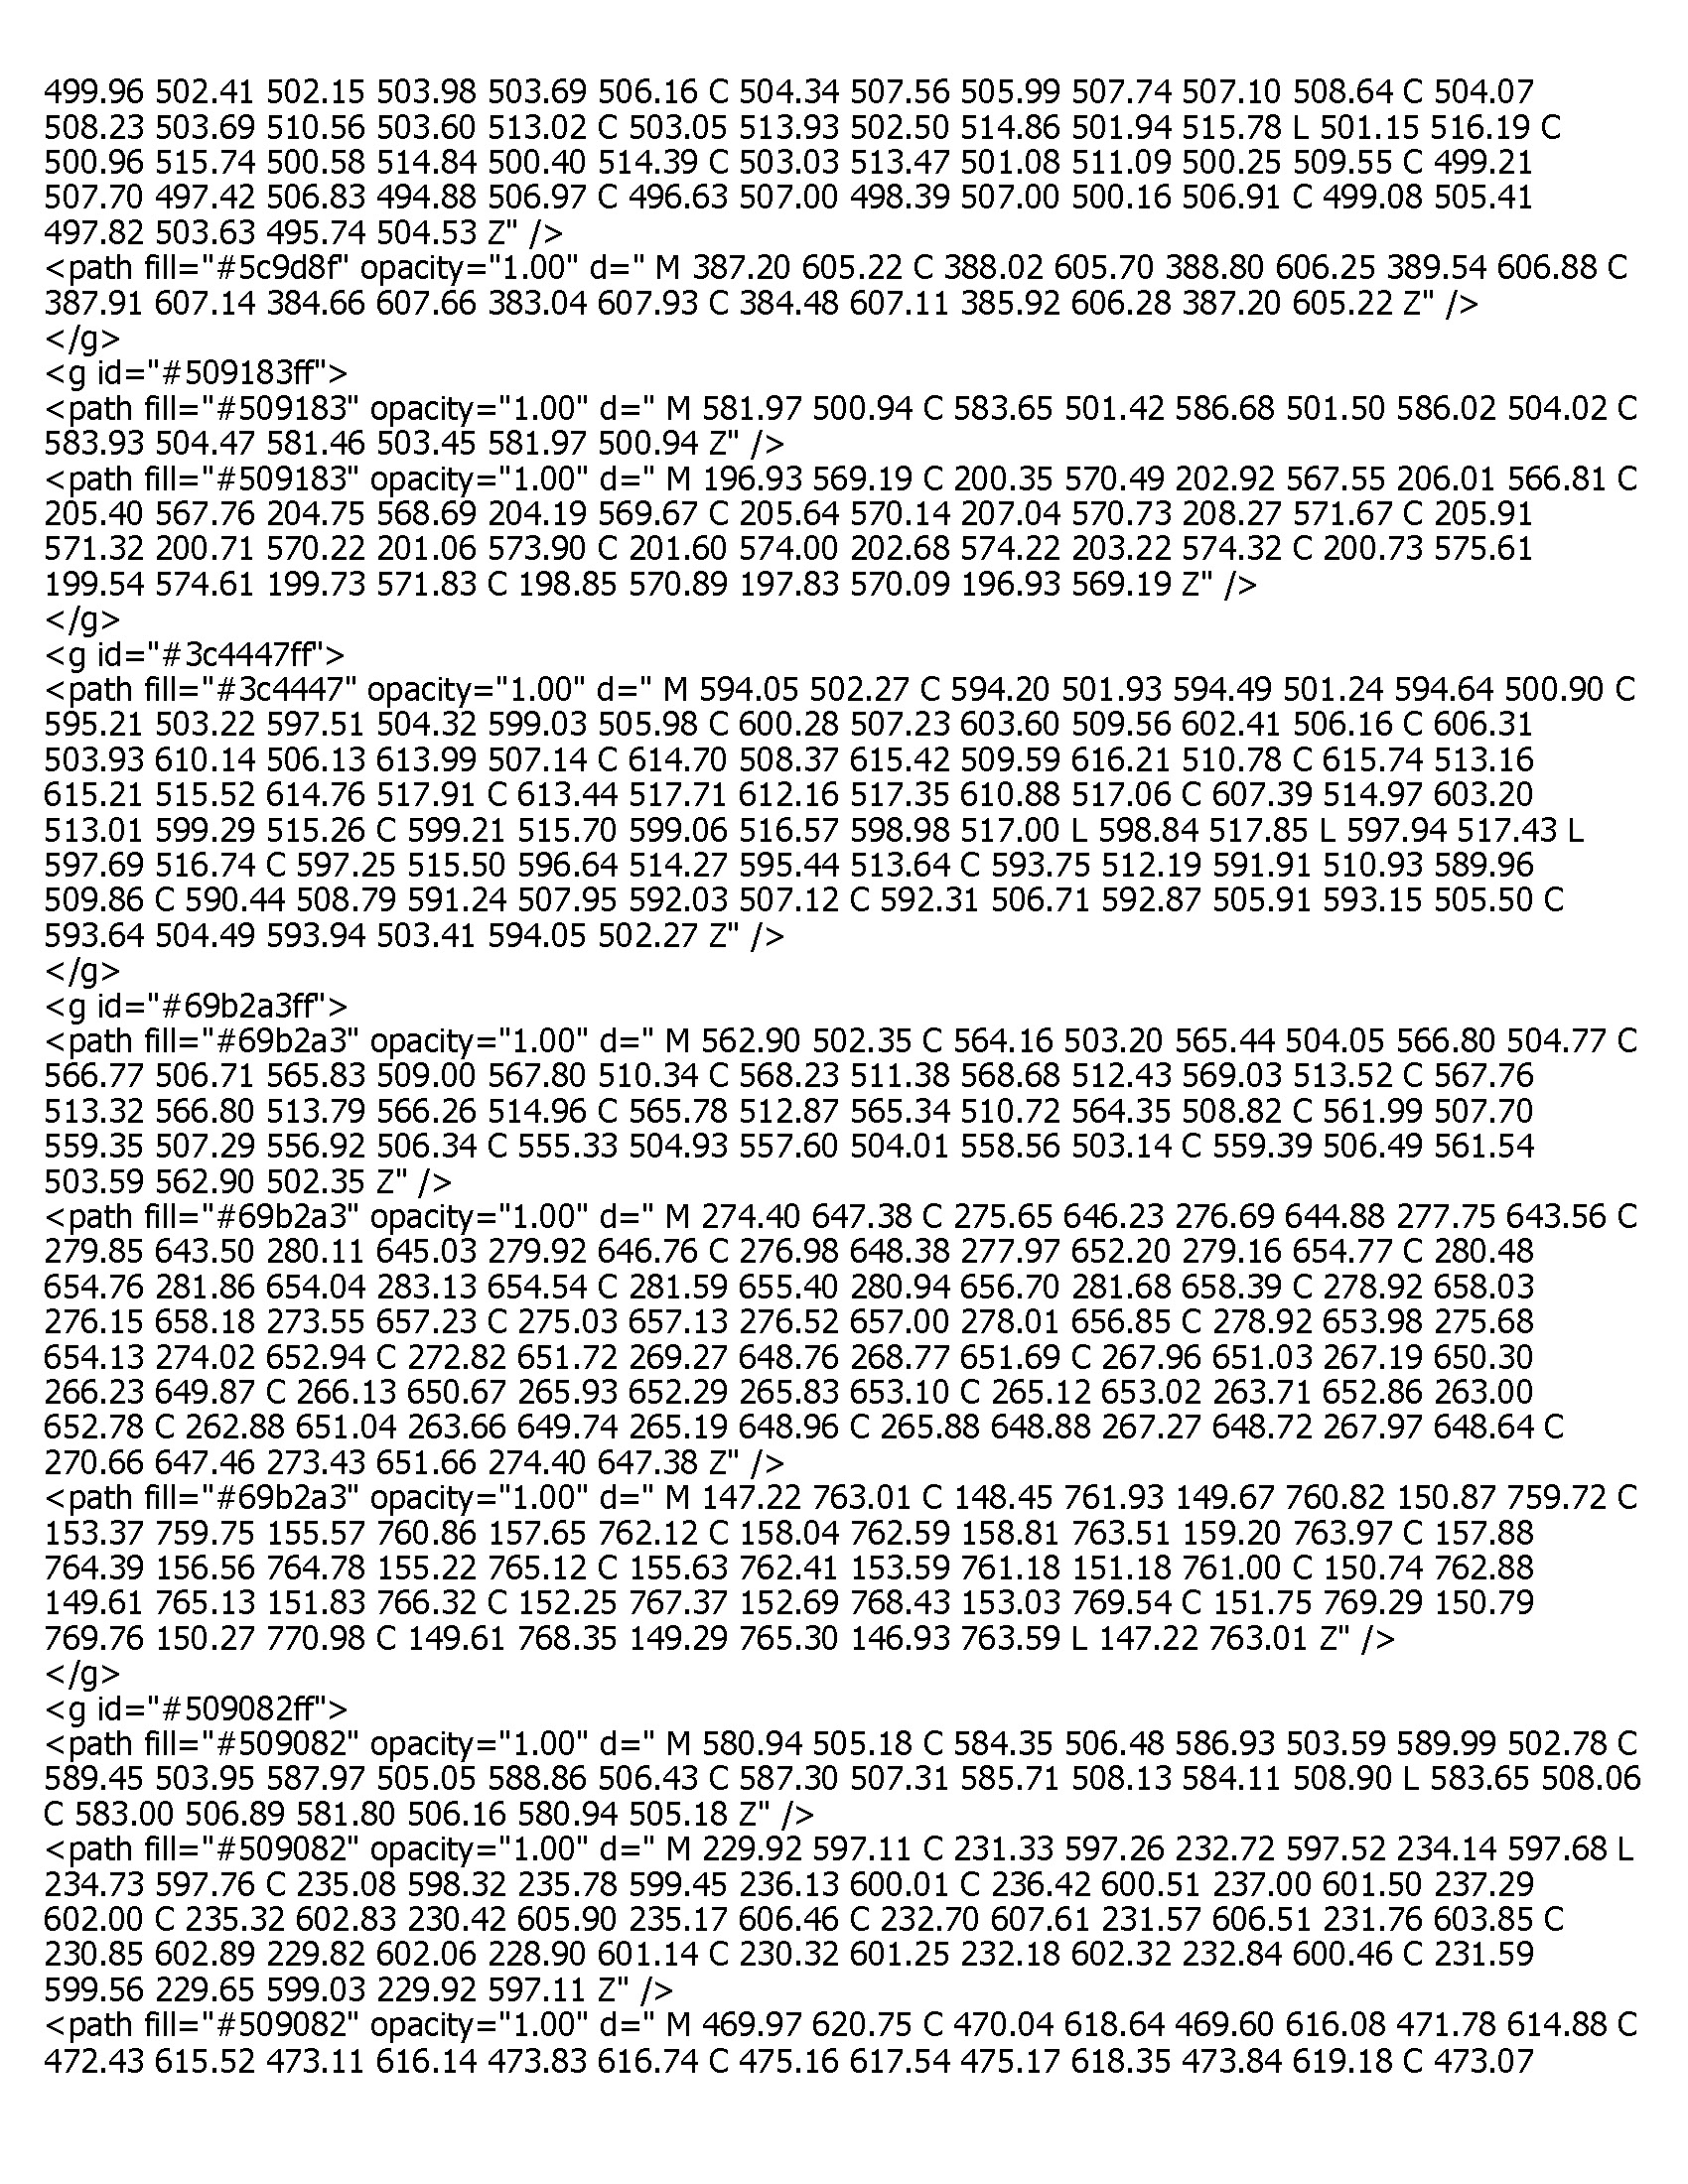 499.96 502.41 502.15 503.98 503.69 506.16 C 504.34 507.56 505.99 507.74 507.10 508.64 C 504.07
508.23 503.69 510.56 503.60 513.02 C 503.05 513.93 502.50 514.86 501.94 515.78 L 501.15 516.19 C
500.96 515.74 500.58 514.84 500.40 514.39 C 503.03 513.47 501.08 511.09 500.25 509.55 C 499.21
507.70 497.42 506.83 494.88 506.97 C 496.63 507.00 498.39 507.00 500.16 506.91 C 499.08 505.41
497.82 503.63 495.74 504.53 Z" />
<path fill="#5c9d8f" opacity="1.00" d=" M 387.20 605.22 C 388.02 605.70 388.80 606.25 389.54 606.88 C
387.91 607.14 384.66 607.66 383.04 607.93 C 384.48 607.11 385.92 606.28 387.20 605.22 Z" />
</g>
<g id="#509183ff">
<path fill="#509183" opacity="1.00" d=" M 581.97 500.94 C 583.65 501.42 586.68 501.50 586.02 504.02 C
583.93 504.47 581.46 503.45 581.97 500.94 Z" />
<path fill="#509183" opacity="1.00" d=" M 196.93 569.19 C 200.35 570.49 202.92 567.55 206.01 566.81 C
205.40 567.76 204.75 568.69 204.19 569.67 C 205.64 570.14 207.04 570.73 208.27 571.67 C 205.91
571.32 200.71 570.22 201.06 573.90 C 201.60 574.00 202.68 574.22 203.22 574.32 C 200.73 575.61
199.54 574.61 199.73 571.83 C 198.85 570.89 197.83 570.09 196.93 569.19 Z" />
</g>
<g id="#3c4447ff">
<path fill="#3c4447" opacity="1.00" d=" M 594.05 502.27 C 594.20 501.93 594.49 501.24 594.64 500.90 C
595.21 503.22 597.51 504.32 599.03 505.98 C 600.28 507.23 603.60 509.56 602.41 506.16 C 606.31
503.93 610.14 506.13 613.99 507.14 C 614.70 508.37 615.42 509.59 616.21 510.78 C 615.74 513.16
615.21 515.52 614.76 517.91 C 613.44 517.71 612.16 517.35 610.88 517.06 C 607.39 514.97 603.20
513.01 599.29 515.26 C 599.21 515.70 599.06 516.57 598.98 517.00 L 598.84 517.85 L 597.94 517.43 L
597.69 516.74 C 597.25 515.50 596.64 514.27 595.44 513.64 C 593.75 512.19 591.91 510.93 589.96
509.86 C 590.44 508.79 591.24 507.95 592.03 507.12 C 592.31 506.71 592.87 505.91 593.15 505.50 C
593.64 504.49 593.94 503.41 594.05 502.27 Z" />
</g>
<g id="#69b2a3ff">
<path fill="#69b2a3" opacity="1.00" d=" M 562.90 502.35 C 564.16 503.20 565.44 504.05 566.80 504.77 C
566.77 506.71 565.83 509.00 567.80 510.34 C 568.23 511.38 568.68 512.43 569.03 513.52 C 567.76
513.32 566.80 513.79 566.26 514.96 C 565.78 512.87 565.34 510.72 564.35 508.82 C 561.99 507.70
559.35 507.29 556.92 506.34 C 555.33 504.93 557.60 504.01 558.56 503.14 C 559.39 506.49 561.54
503.59 562.90 502.35 Z" />
<path fill="#69b2a3" opacity="1.00" d=" M 274.40 647.38 C 275.65 646.23 276.69 644.88 277.75 643.56 C
279.85 643.50 280.11 645.03 279.92 646.76 C 276.98 648.38 277.97 652.20 279.16 654.77 C 280.48
654.76 281.86 654.04 283.13 654.54 C 281.59 655.40 280.94 656.70 281.68 658.39 C 278.92 658.03
276.15 658.18 273.55 657.23 C 275.03 657.13 276.52 657.00 278.01 656.85 C 278.92 653.98 275.68
654.13 274.02 652.94 C 272.82 651.72 269.27 648.76 268.77 651.69 C 267.96 651.03 267.19 650.30
266.23 649.87 C 266.13 650.67 265.93 652.29 265.83 653.10 C 265.12 653.02 263.71 652.86 263.00
652.78 C 262.88 651.04 263.66 649.74 265.19 648.96 C 265.88 648.88 267.27 648.72 267.97 648.64 C
270.66 647.46 273.43 651.66 274.40 647.38 Z" />
<path fill="#69b2a3" opacity="1.00" d=" M 147.22 763.01 C 148.45 761.93 149.67 760.82 150.87 759.72 C
153.37 759.75 155.57 760.86 157.65 762.12 C 158.04 762.59 158.81 763.51 159.20 763.97 C 157.88
764.39 156.56 764.78 155.22 765.12 C 155.63 762.41 153.59 761.18 151.18 761.00 C 150.74 762.88
149.61 765.13 151.83 766.32 C 152.25 767.37 152.69 768.43 153.03 769.54 C 151.75 769.29 150.79
769.76 150.27 770.98 C 149.61 768.35 149.29 765.30 146.93 763.59 L 147.22 763.01 Z" />
</g>
<g id="#509082ff">
<path fill="#509082" opacity="1.00" d=" M 580.94 505.18 C 584.35 506.48 586.93 503.59 589.99 502.78 C
589.45 503.95 587.97 505.05 588.86 506.43 C 587.30 507.31 585.71 508.13 584.11 508.90 L 583.65 508.06
C 583.00 506.89 581.80 506.16 580.94 505.18 Z" />
<path fill="#509082" opacity="1.00" d=" M 229.92 597.11 C 231.33 597.26 232.72 597.52 234.14 597.68 L
234.73 597.76 C 235.08 598.32 235.78 599.45 236.13 600.01 C 236.42 600.51 237.00 601.50 237.29
602.00 C 235.32 602.83 230.42 605.90 235.17 606.46 C 232.70 607.61 231.57 606.51 231.76 603.85 C
230.85 602.89 229.82 602.06 228.90 601.14 C 230.32 601.25 232.18 602.32 232.84 600.46 C 231.59
599.56 229.65 599.03 229.92 597.11 Z" />
<path fill="#509082" opacity="1.00" d=" M 469.97 620.75 C 470.04 618.64 469.60 616.08 471.78 614.88 C
472.43 615.52 473.11 616.14 473.83 616.74 C 475.16 617.54 475.17 618.35 473.84 619.18 C 473.07